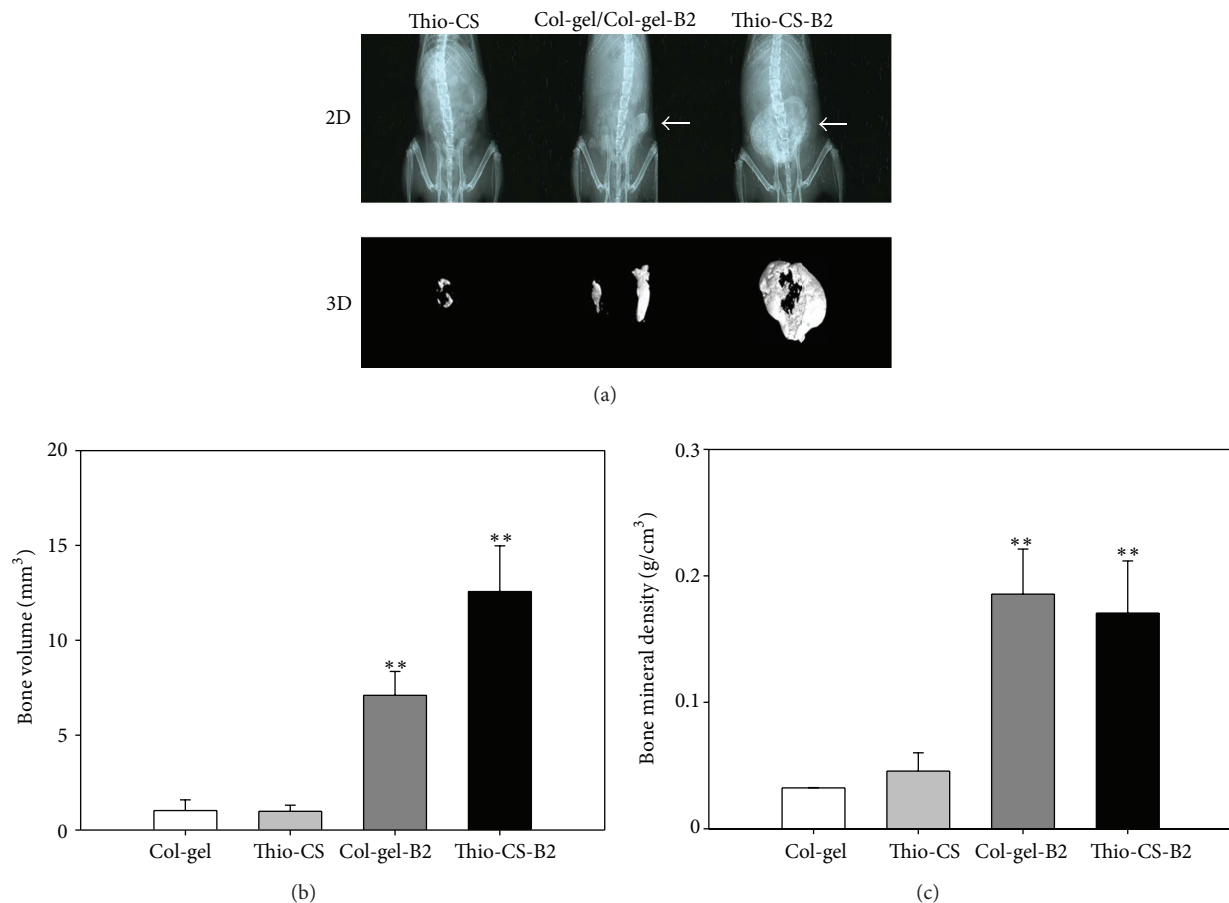 Thio-CS Col-gel/Col-gel-B2 Thio-CS-B2
2D
3D
(a)
20
15
10
5
0
Bone volume (mm³)
**
**
Col-gel Thio-CS Col-gel-B2 Thio-CS-B2
(b)
0.3
0.2
0.1
0
Bone mineral density (g/cm³)
**
**
Col-gel Thio-CS Col-gel-B2 Thio-CS-B2
(c)